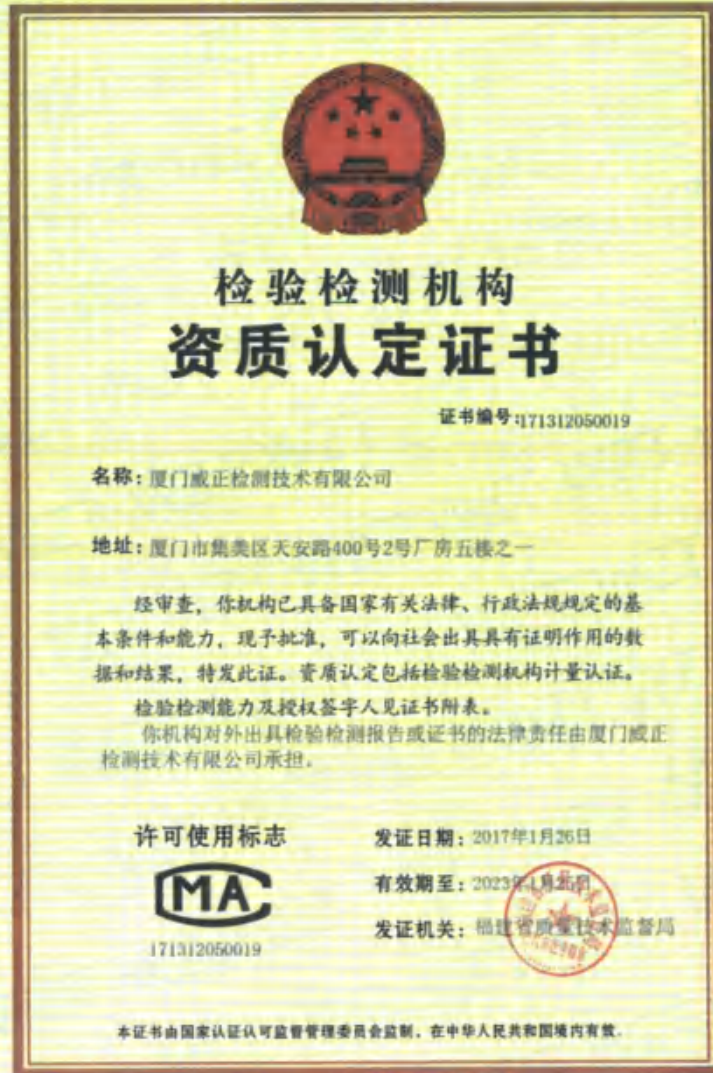 检验检测机构
资质认定证书
证书编号:171312050019
名称：厦门威正检测技术有限公司
地址：厦门市集美区天安路400号2号厂房五楼之一
经审查，你机构已具备国家有关法律、行政法规规定的基
本条件和能力，现予批准，可以向社会出具具有证明作用的数
据和结果，特发此证。资质认定包括检验检测机构计量认证。
检验检测能力及授权签字人见证书附表。
你机构对外出具检验检测报告或证书的法律责任由厦门威正
检测技术有限公司承担。
许可使用标志
MA
171312050019
发证日期：2017年1月26日
有效期至：2023年1月25日
发证机关：福建省质量技术监督局
本证书由国家认证认可监督管理委员会监制，在中华人民共和国境内有效。